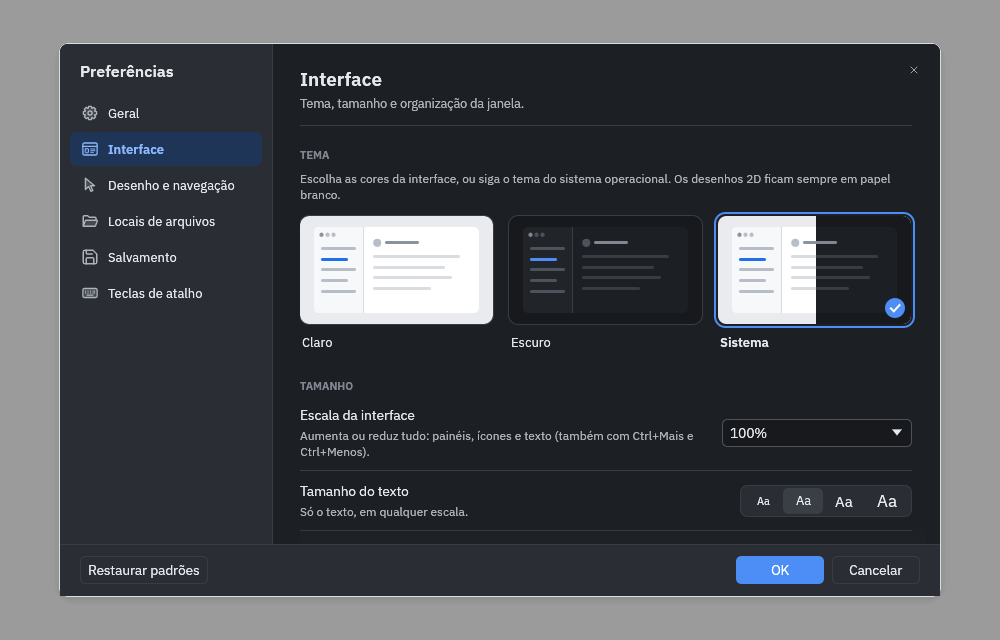 Preferências
Geral
Interface
Desenho e navegação
Locais de arquivos
Salvamento
Teclas de atalho
Interface
Tema, tamanho e organização da janela.
TEMA
Escolha as cores da interface, ou siga o tema do sistema operacional. Os desenhos 2D ficam sempre em papel
branco.
Claro
Escuro
Sistema
TAMANHO
Escala da interface
Aumenta ou reduz tudo: painéis, ícones e texto (também com Ctrl+Mais e
Ctrl+Menos).
100%
Tamanho do texto
Só o texto, em qualquer escala.
Aa Aa Aa Aa
Restaurar padrões
OK
Cancelar